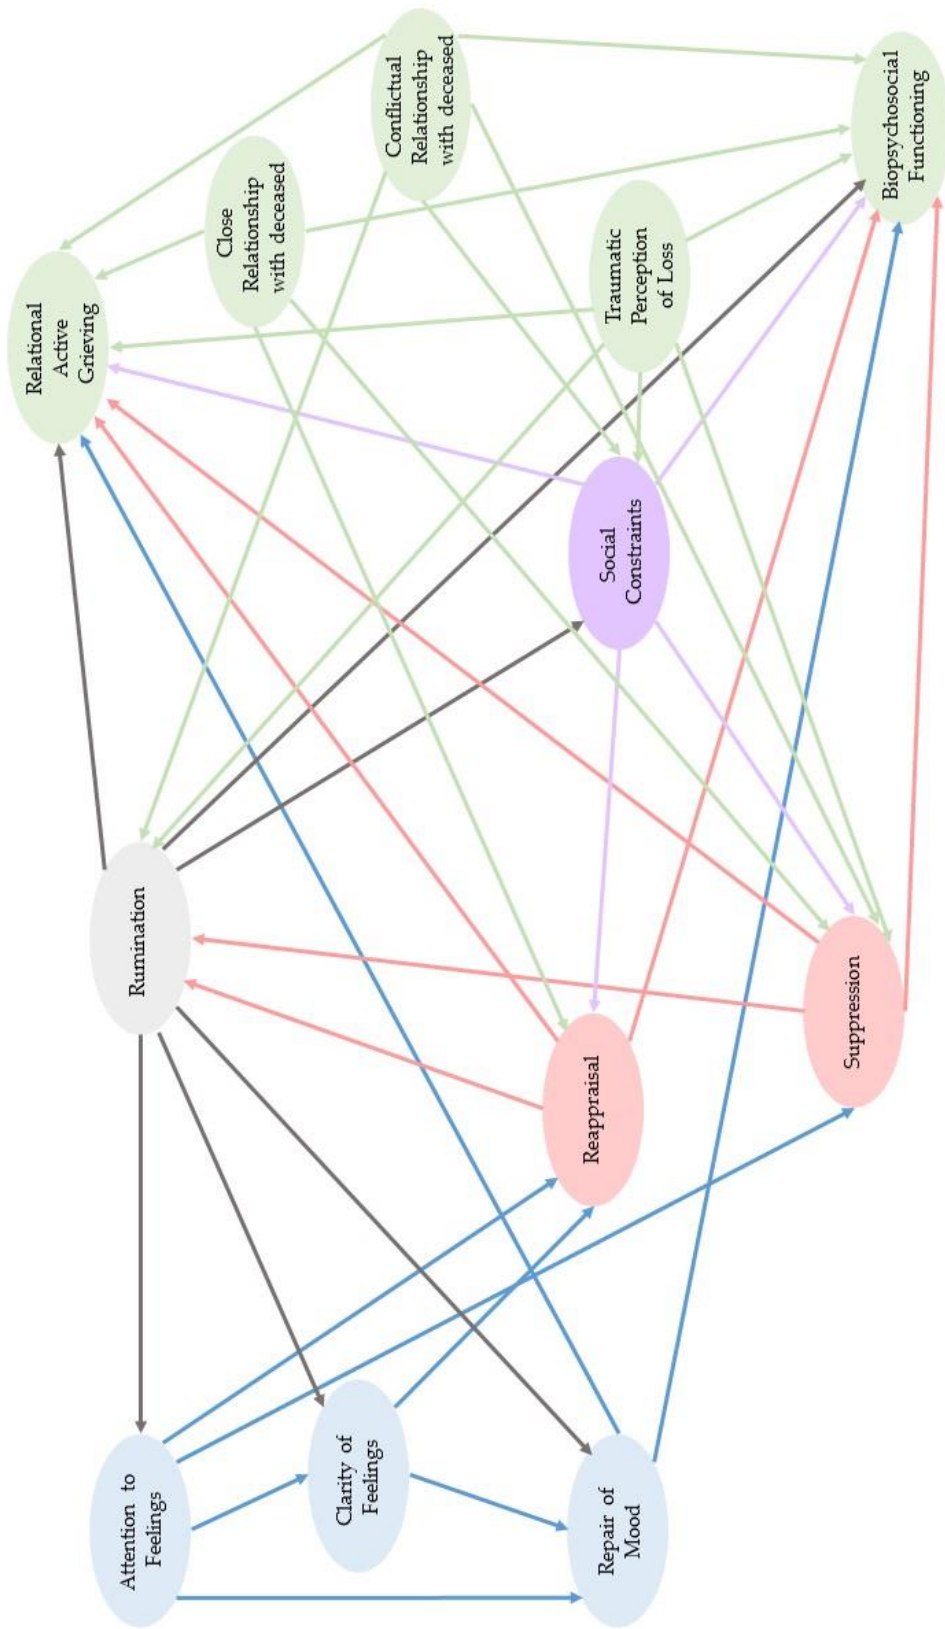 Attention to
Feelings
Clarity of
Feelings
Repair of
Mood
Rumination
Reappraisal
Suppression
Social
Constraints
Relational
Active
Grieving
Close
Relationship
with deceased
Conflictual
Relationship
with deceased
Traumatic
Perception
of Loss
Biopsychosocial
Functioning